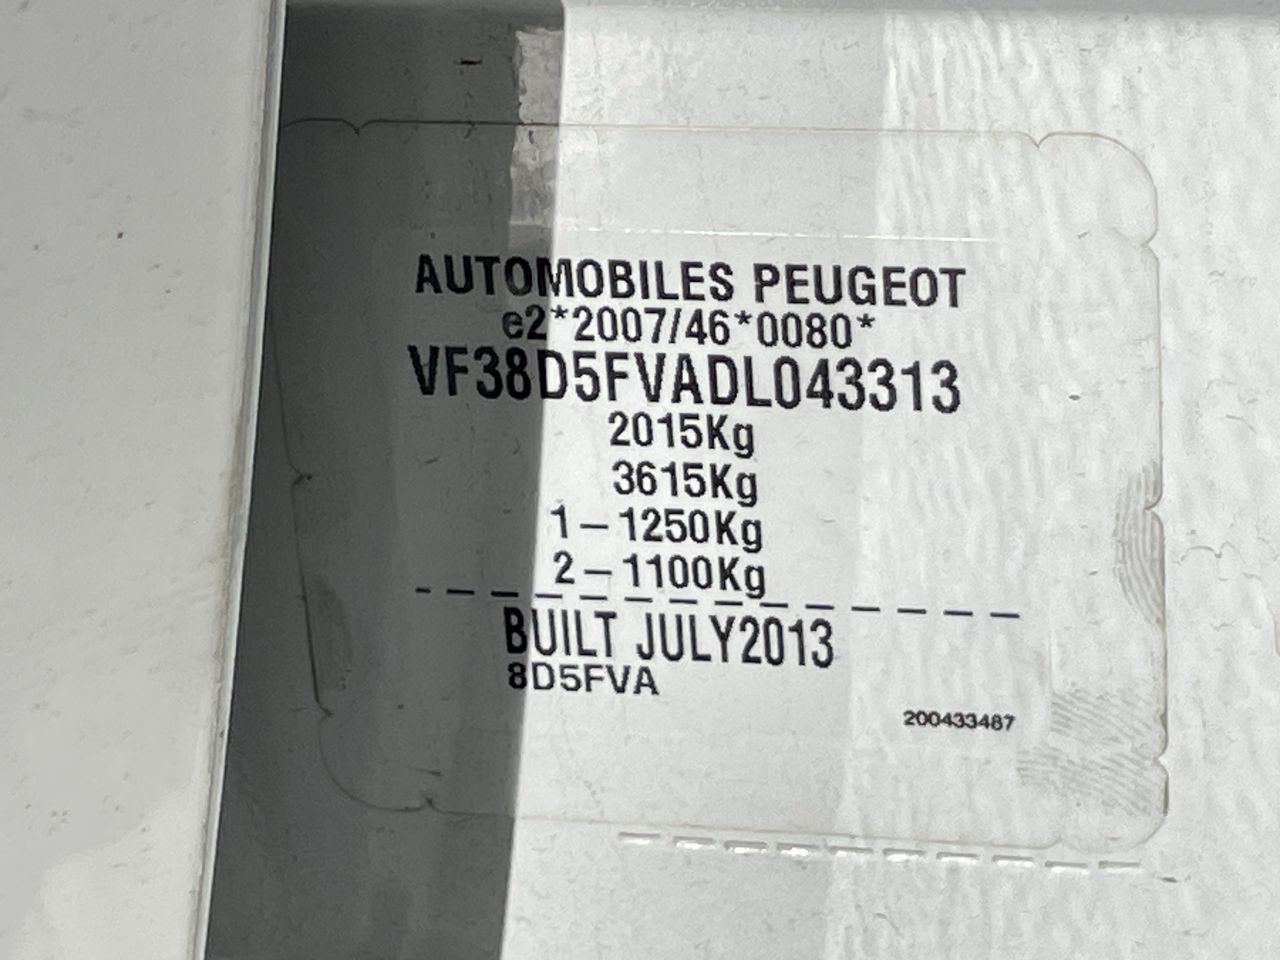 AUTOMOBILES PEUGEOT
e2*2007/46*0080*
VF38D5FVADL043313
2015Kg
3615Kg
1-1250Kg
2-1100Kg
BUILT JULY2013
8D5FVA
200433487